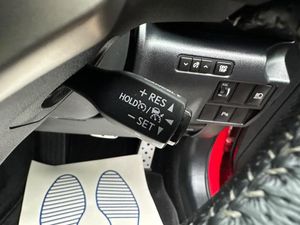 + RES
HOLD /
− SET